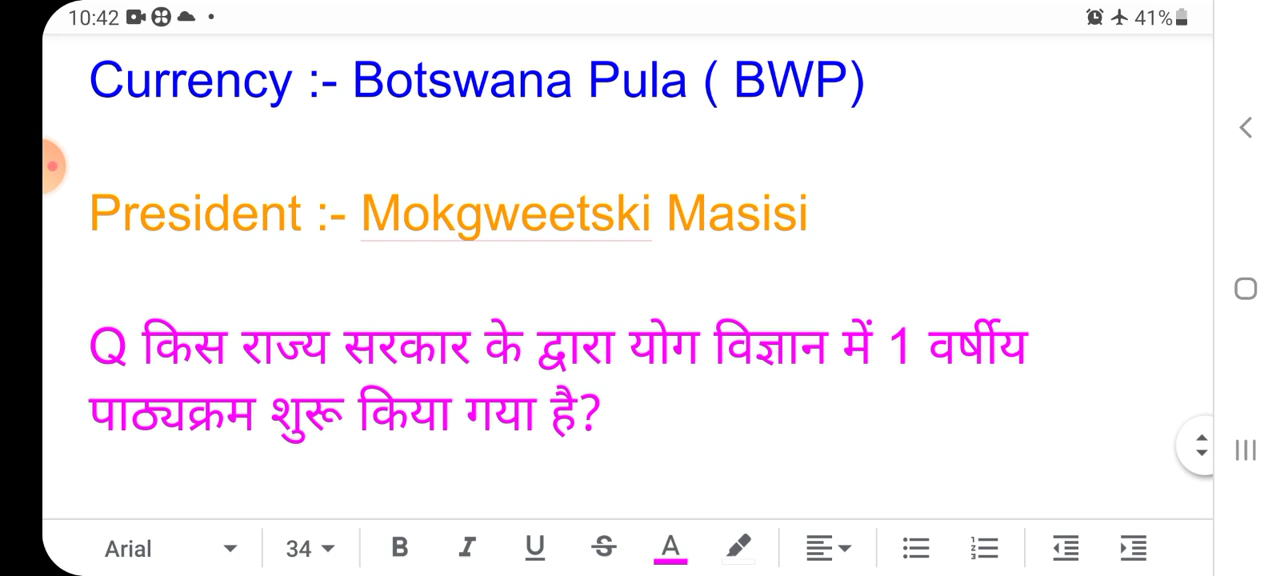 10:42
41%
Currency :- Botswana Pula ( BWP)
President :- Mokgweetski Masisi
Q किस राज्य सरकार के द्वारा योग विज्ञान में 1 वर्षीय
पाठ्यक्रम शुरू किया गया है?
Arial 34 B I U S A